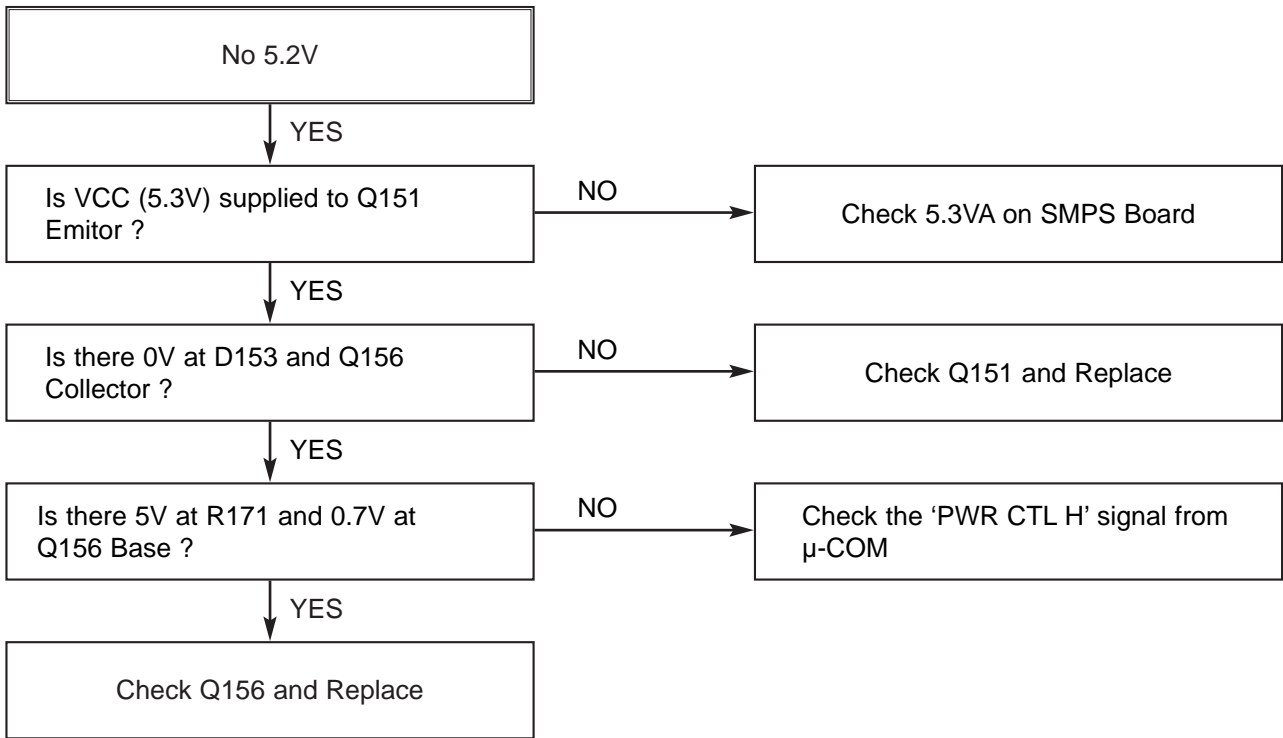 No 5.2V
YES
Is VCC (5.3V) supplied to Q151
Emitor ?
NO
Check 5.3VA on SMPS Board
YES
Is there 0V at D153 and Q156
Collector ?
NO
Check Q151 and Replace
YES
Is there 5V at R171 and 0.7V at
Q156 Base ?
NO
Check the ‘PWR CTL H’ signal from
µ-COM
YES
Check Q156 and Replace